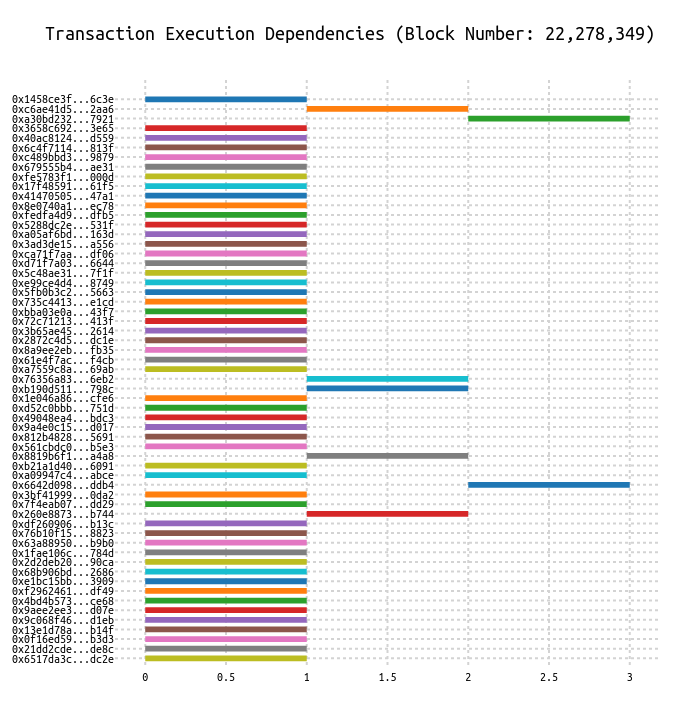 Transaction Execution Dependencies (Block Number: 22,278,349)
0x1458ce3f...6c3e
0xc6ae41d5...2aa6
0xa30bd232...7921
0x3658c692...3e65
0x40ac8124...d559
0x6c4f7114...813f
0xc489bbd3...9879
0x679555b4...ae31
0xfe5783f1...000d
0x17f48591...61f5
0x41470505...47a1
0x8e0740a1...ec78
0xfedfa4d9...dfb5
0x5288dc2e...531f
0xa05af6bd...163d
0x3ad3de15...a556
0xca71f7aa...df06
0xd71f7a03...6644
0x5c48ae31...7f1f
0xe99ce4d4...8749
0x5fb0b3c2...5663
0x735c4413...e1cd
0xbba03e0a...43f7
0x72c71213...413f
0x3b65ae45...2614
0x2872c4d5...dc1e
0x8a9ee2eb...fb35
0x61e4f7ac...f4cb
0xa7559c8a...69ab
0x76356a83...6eb2
0xb190d511...798c
0x1e046a86...cfe6
0xd52c0bbb...751d
0x49048ea4...bdc3
0x9a4e0c15...d017
0x812b4828...5691
0x561cbdc0...b5e3
0x8819b6f1...a4a8
0xb21a1d40...6091
0xa09947c4...abce
0x6642d098...ddb4
0x3bf41999...0da2
0x7f4eab07...dd29
0x260e8873...b744
0xdf260906...b13c
0x76b10f15...8823
0x63a88950...b9b0
0x1fae106c...784d
0x2d2deb20...90ca
0x68b906bd...2686
0xe1bc15bb...3909
0xf2962461...df49
0x4bd4b573...ce68
0x9aee2ee3...d07e
0x9c068f46...d1eb
0x13e1d78a...b14f
0x0f16ed59...b3d3
0x21dd2cde...de8c
0x6517da3c...dc2e
0 0.5 1 1.5 2 2.5 3